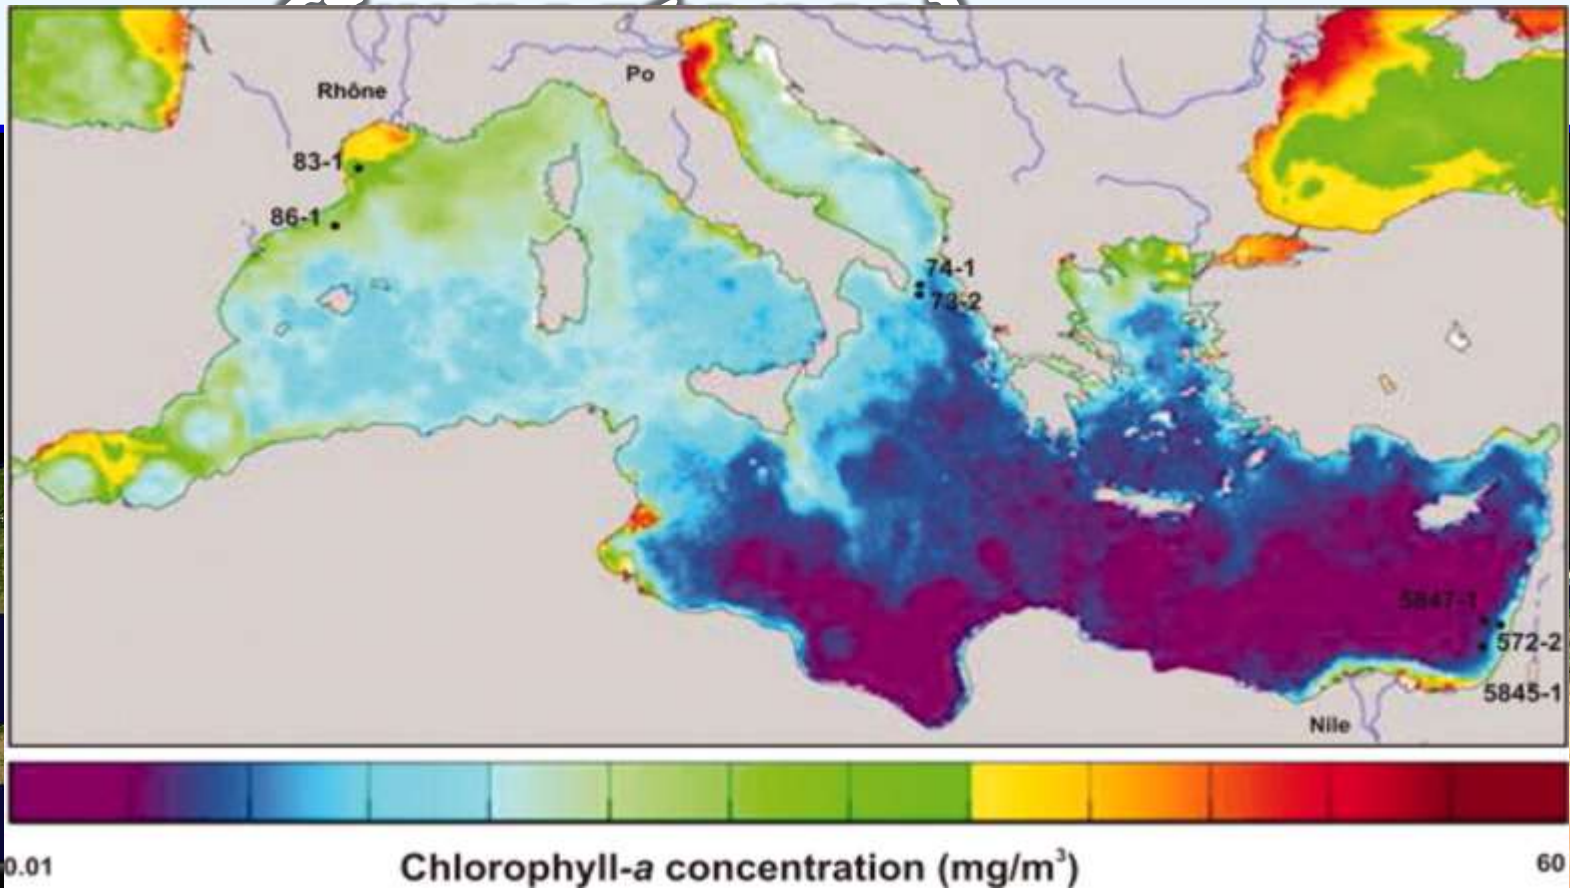 Po
Rhône
83-1
86-1
74-1
73-2
5847-1
572-2
5845-1
Nile
0.01
60
Chlorophyll-a concentration (mg/m³)